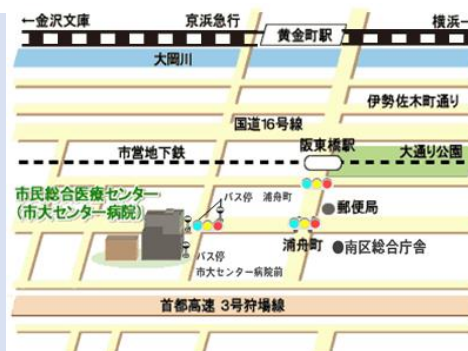 ←金沢文庫
京浜急行
黄金町駅
横浜→
大岡川
伊勢佐木町通り
国道16号線
阪東橋駅
市営地下鉄
大通り公園
市民総合医療センター
（市大センター病院）
バス停 浦舟町
郵便局
浦舟町
南区総合庁舎
バス停
市大センター病院前
首都高速 3号狩場線